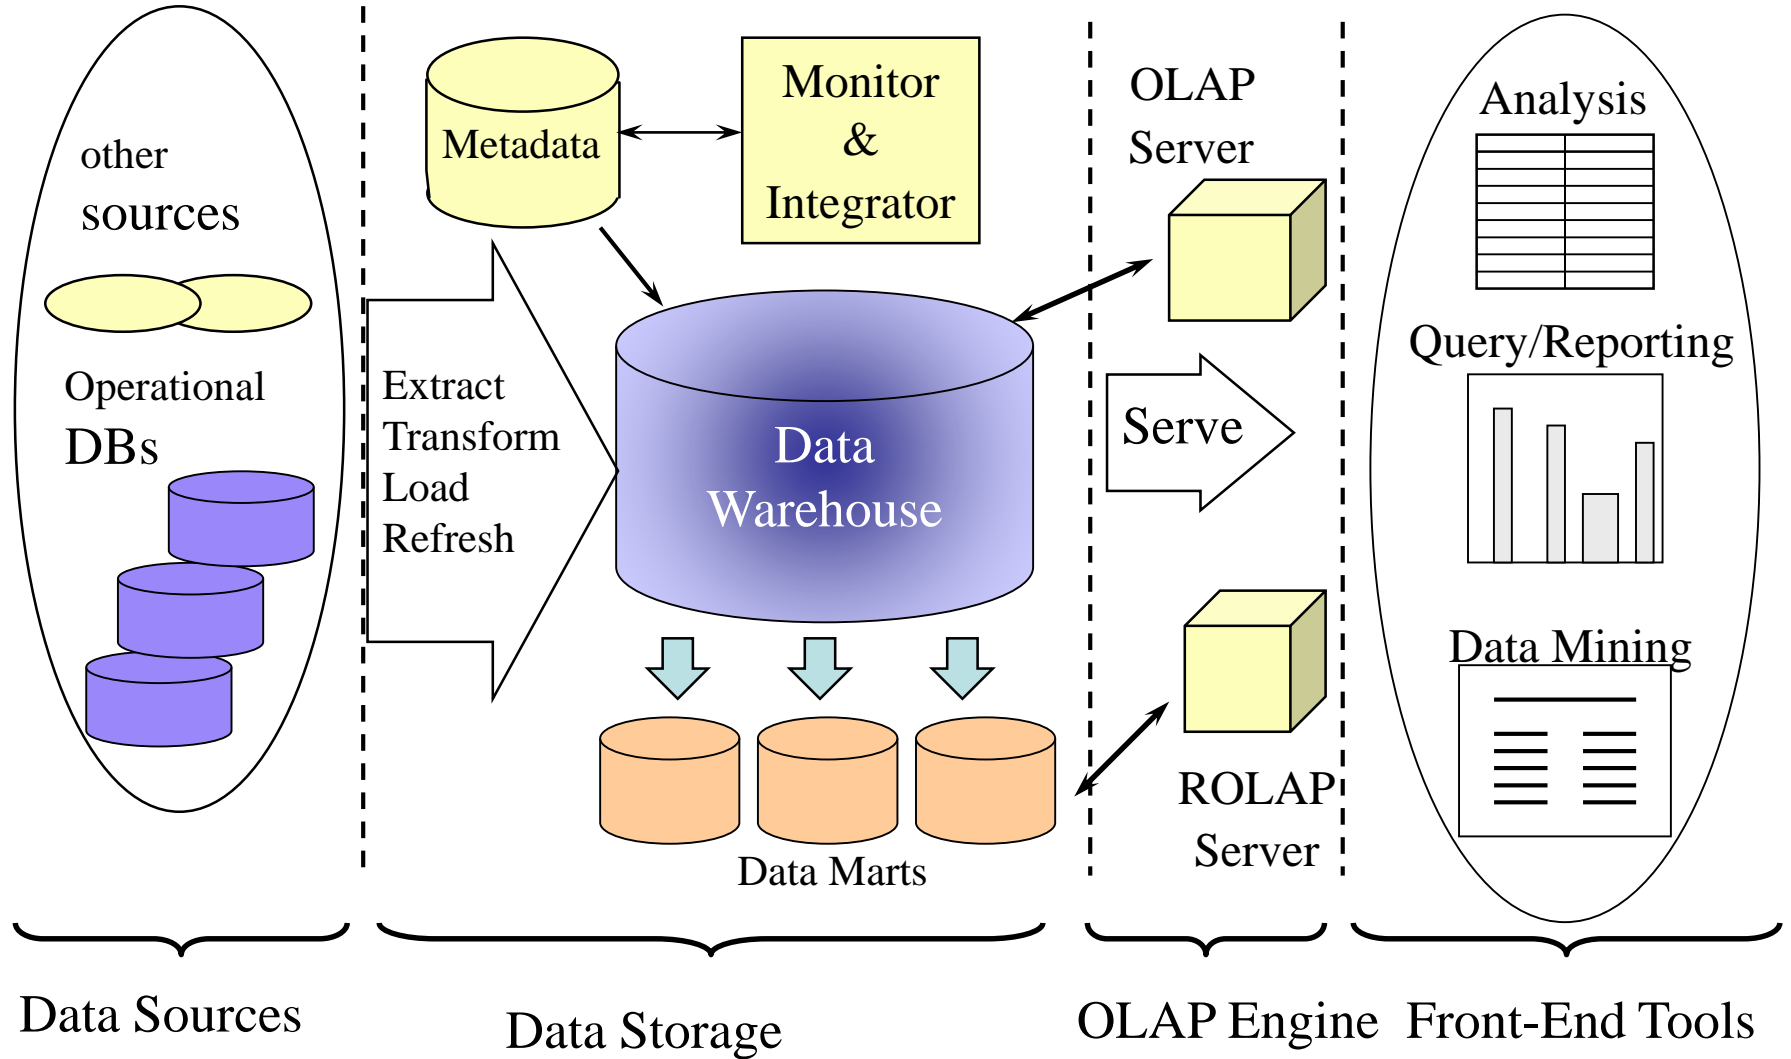 other
sources
Operational
DBs
Extract
Transform
Load
Refresh
Metadata
Monitor
&
Integrator
Data
Warehouse
Data Marts
OLAP
Server
Serve
ROLAP
Server
Analysis
Query/Reporting
Data Mining
Data Sources
Data Storage
OLAP Engine
Front-End Tools